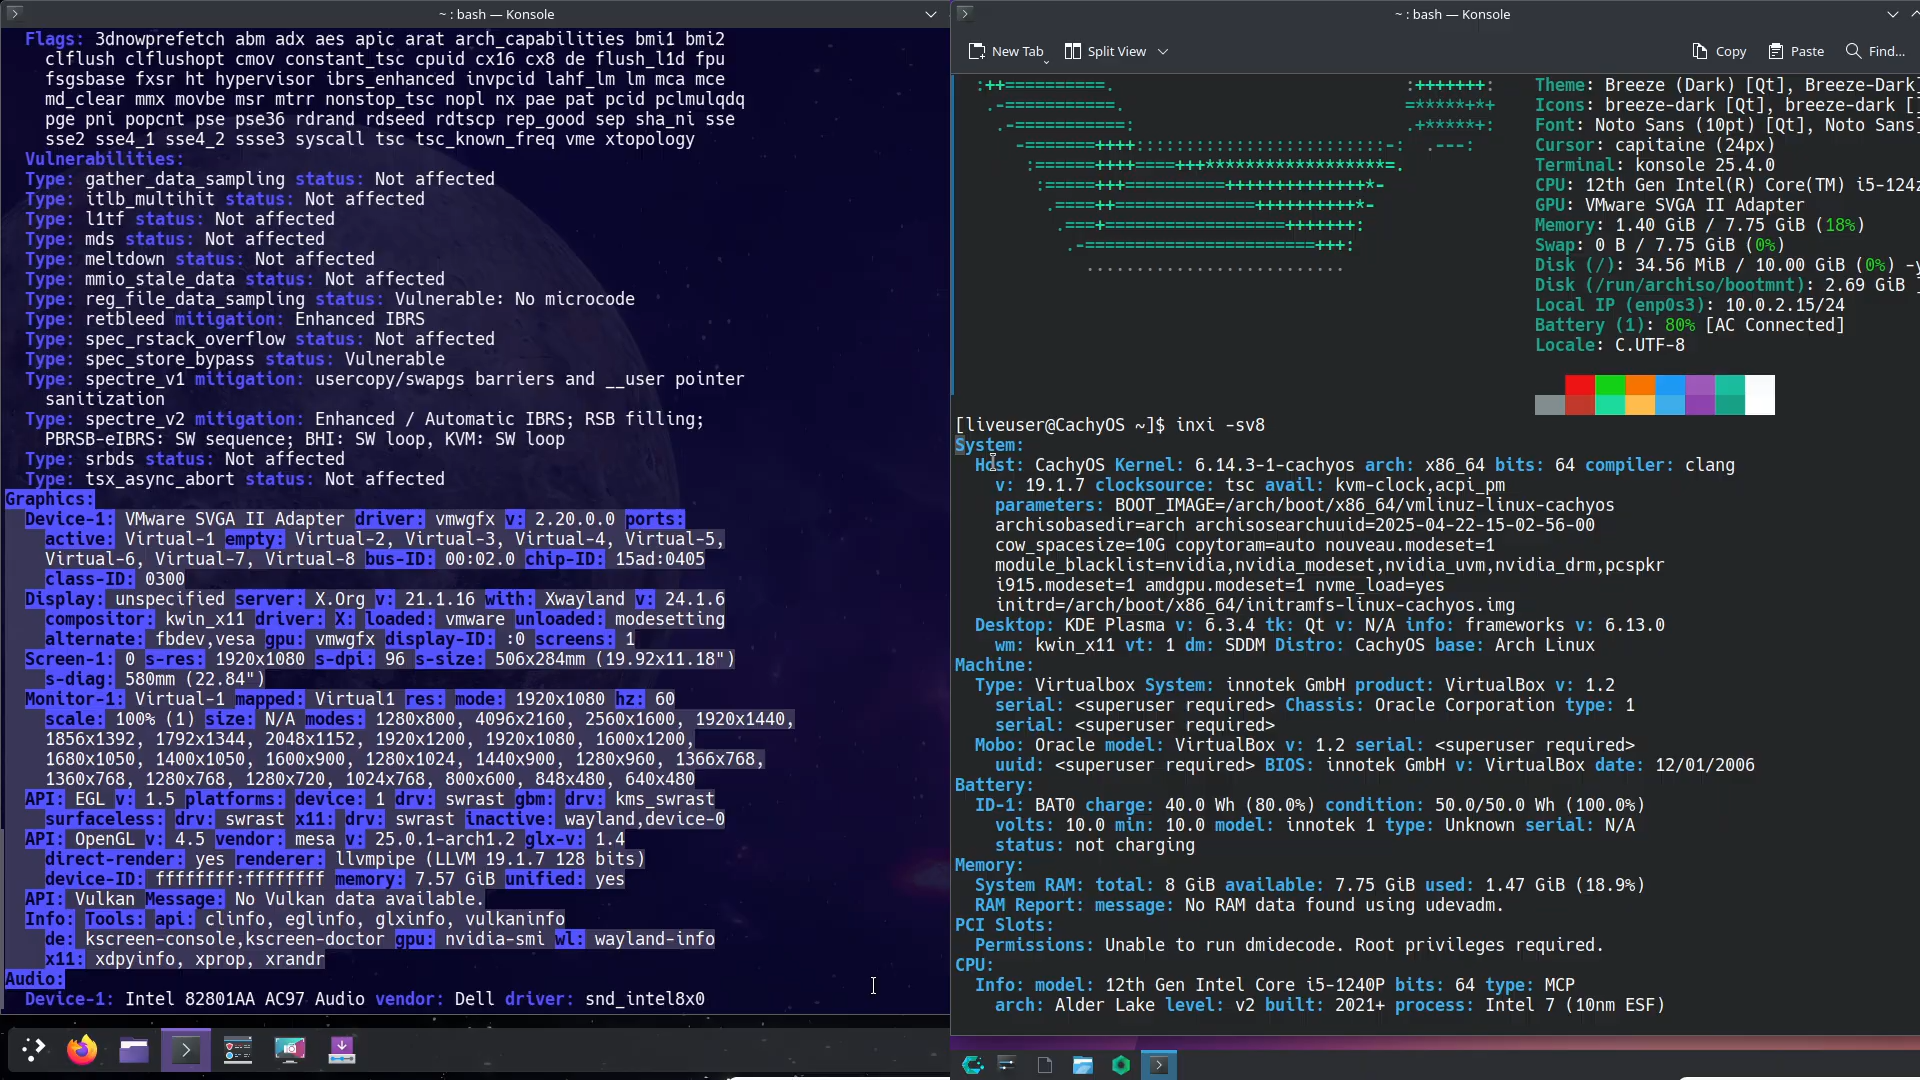 ~ : bash — Konsole
Flags: 3dnowprefetch abm adx aes apic arat arch_capabilities bmi1 bmi2
clflush clflushopt cmov constant_tsc cpuid cx16 cx8 de flush_l1d fpu
fsgsbase fxsr ht hypervisor ibrs_enhanced invpcid lahf_lm lm mca mce
md_clear mmx movbe msr mtrr nonstop_tsc nopl nx pae pat pcid pclmulqdq
pge pni popcnt pse pse36 rdrand rdseed rdtscp rep_good sep sha_ni sse
sse2 sse4_1 sse4_2 ssse3 syscall tsc tsc_known_freq vme xtopology
Vulnerabilities:
Type: gather_data_sampling status: Not affected
Type: itlb_multihit status: Not affected
Type: l1tf status: Not affected
Type: mds status: Not affected
Type: meltdown status: Not affected
Type: mmio_stale_data status: Not affected
Type: reg_file_data_sampling status: Vulnerable: No microcode
Type: retbleed mitigation: Enhanced IBRS
Type: spec_rstack_overflow status: Not affected
Type: spec_store_bypass status: Vulnerable
Type: spectre_v1 mitigation: usercopy/swapgs barriers and __user pointer
sanitization
Type: spectre_v2 mitigation: Enhanced / Automatic IBRS; RSB filling;
PBRSB-eIBRS: SW sequence; BHI: SW loop, KVM: SW loop
Type: srbds status: Not affected
Type: tsx_async_abort status: Not affected
Graphics:
Device-1: VMware SVGA II Adapter driver: vmwgfx v: 2.20.0.0 ports:
active: Virtual-1 empty: Virtual-2, Virtual-3, Virtual-4, Virtual-5,
Virtual-6, Virtual-7, Virtual-8 bus-ID: 00:02.0 chip-ID: 15ad:0405
class-ID: 0300
Display: unspecified server: X.Org v: 21.1.16 with: Xwayland v: 24.1.6
compositor: kwin_x11 driver: X: loaded: vmware unloaded: modesetting
alternate: fbdev,vesa gpu: vmwgfx display-ID: :0 screens: 1
Screen-1: 0 s-res: 1920x1080 s-dpi: 96 s-size: 506x284mm (19.92x11.18")
s-diag: 580mm (22.84")
Monitor-1: Virtual-1 mapped: Virtual1 res: mode: 1920x1080 hz: 60
scale: 100% (1) size: N/A modes: 1280x800, 4096x2160, 2560x1600, 1920x1440,
1856x1392, 1792x1344, 2048x1152, 1920x1200, 1920x1080, 1600x1200,
1680x1050, 1400x1050, 1600x900, 1280x1024, 1440x900, 1280x960, 1366x768,
1360x768, 1280x768, 1280x720, 1024x768, 800x600, 848x480, 640x480
API: EGL v: 1.5 platforms: device: 1 drv: swrast gbm: drv: kms_swrast
surfaceless: drv: swrast x11: drv: swrast inactive: wayland,device-0
API: OpenGL v: 4.5 vendor: mesa v: 25.0.1-arch1.2 glx-v: 1.4
direct-render: yes renderer: llvmpipe (LLVM 19.1.7 128 bits)
device-ID: ffffffff:ffffffff memory: 7.57 GiB unified: yes
API: Vulkan Message: No Vulkan data available.
Info: Tools: api: clinfo, eglinfo, glxinfo, vulkaninfo
de: kscreen-console,kscreen-doctor gpu: nvidia-smi wl: wayland-info
x11: xdpyinfo, xprop, xrandr
Audio:
Device-1: Intel 82801AA AC97 Audio vendor: Dell driver: snd_intel8x0
~ : bash — Konsole
New Tab Split View Copy Paste Find...
:++==========. :+++++++:
.-===========. =*****+*+
.-===========: .+*****+:
-=======++++:::::::::::::::::::::::::-: .---:
:======++++====+++******************=.
:=====+++==========++++++++++++++*-
.====++==============++++++++++*-
.===+==================+++++++:
.-=======================+++:
..........................
Theme: Breeze (Dark) [Qt], Breeze-Dark
Icons: breeze-dark [Qt], breeze-dark [
Font: Noto Sans (10pt) [Qt], Noto Sans
Cursor: capitaine (24px)
Terminal: konsole 25.4.0
CPU: 12th Gen Intel(R) Core(TM) i5-124
GPU: VMware SVGA II Adapter
Memory: 1.40 GiB / 7.75 GiB (18%)
Swap: 0 B / 7.75 GiB (0%)
Disk (/): 34.56 MiB / 10.00 GiB (0%) -
Disk (/run/archiso/bootmnt): 2.69 GiB
Local IP (enp0s3): 10.0.2.15/24
Battery (1): 80% [AC Connected]
Locale: C.UTF-8
[liveuser@CachyOS ~]$ inxi -sv8
System:
Host: CachyOS Kernel: 6.14.3-1-cachyos arch: x86_64 bits: 64 compiler: clang
v: 19.1.7 clocksource: tsc avail: kvm-clock,acpi_pm
parameters: BOOT_IMAGE=/arch/boot/x86_64/vmlinuz-linux-cachyos
archisobasedir=arch archisosearchuuid=2025-04-22-15-02-56-00
cow_spacesize=10G copytoram=auto nouveau.modeset=1
module_blacklist=nvidia,nvidia_modeset,nvidia_uvm,nvidia_drm,pcspkr
i915.modeset=1 amdgpu.modeset=1 nvme_load=yes
initrd=/arch/boot/x86_64/initramfs-linux-cachyos.img
Desktop: KDE Plasma v: 6.3.4 tk: Qt v: N/A info: frameworks v: 6.13.0
wm: kwin_x11 vt: 1 dm: SDDM Distro: CachyOS base: Arch Linux
Machine:
Type: Virtualbox System: innotek GmbH product: VirtualBox v: 1.2
serial: <superuser required> Chassis: Oracle Corporation type: 1
serial: <superuser required>
Mobo: Oracle model: VirtualBox v: 1.2 serial: <superuser required>
uuid: <superuser required> BIOS: innotek GmbH v: VirtualBox date: 12/01/2006
Battery:
ID-1: BAT0 charge: 40.0 Wh (80.0%) condition: 50.0/50.0 Wh (100.0%)
volts: 10.0 min: 10.0 model: innotek 1 type: Unknown serial: N/A
status: not charging
Memory:
System RAM: total: 8 GiB available: 7.75 GiB used: 1.47 GiB (18.9%)
RAM Report: message: No RAM data found using udevadm.
PCI Slots:
Permissions: Unable to run dmidecode. Root privileges required.
CPU:
Info: model: 12th Gen Intel Core i5-1240P bits: 64 type: MCP
arch: Alder Lake level: v2 built: 2021+ process: Intel 7 (10nm ESF)